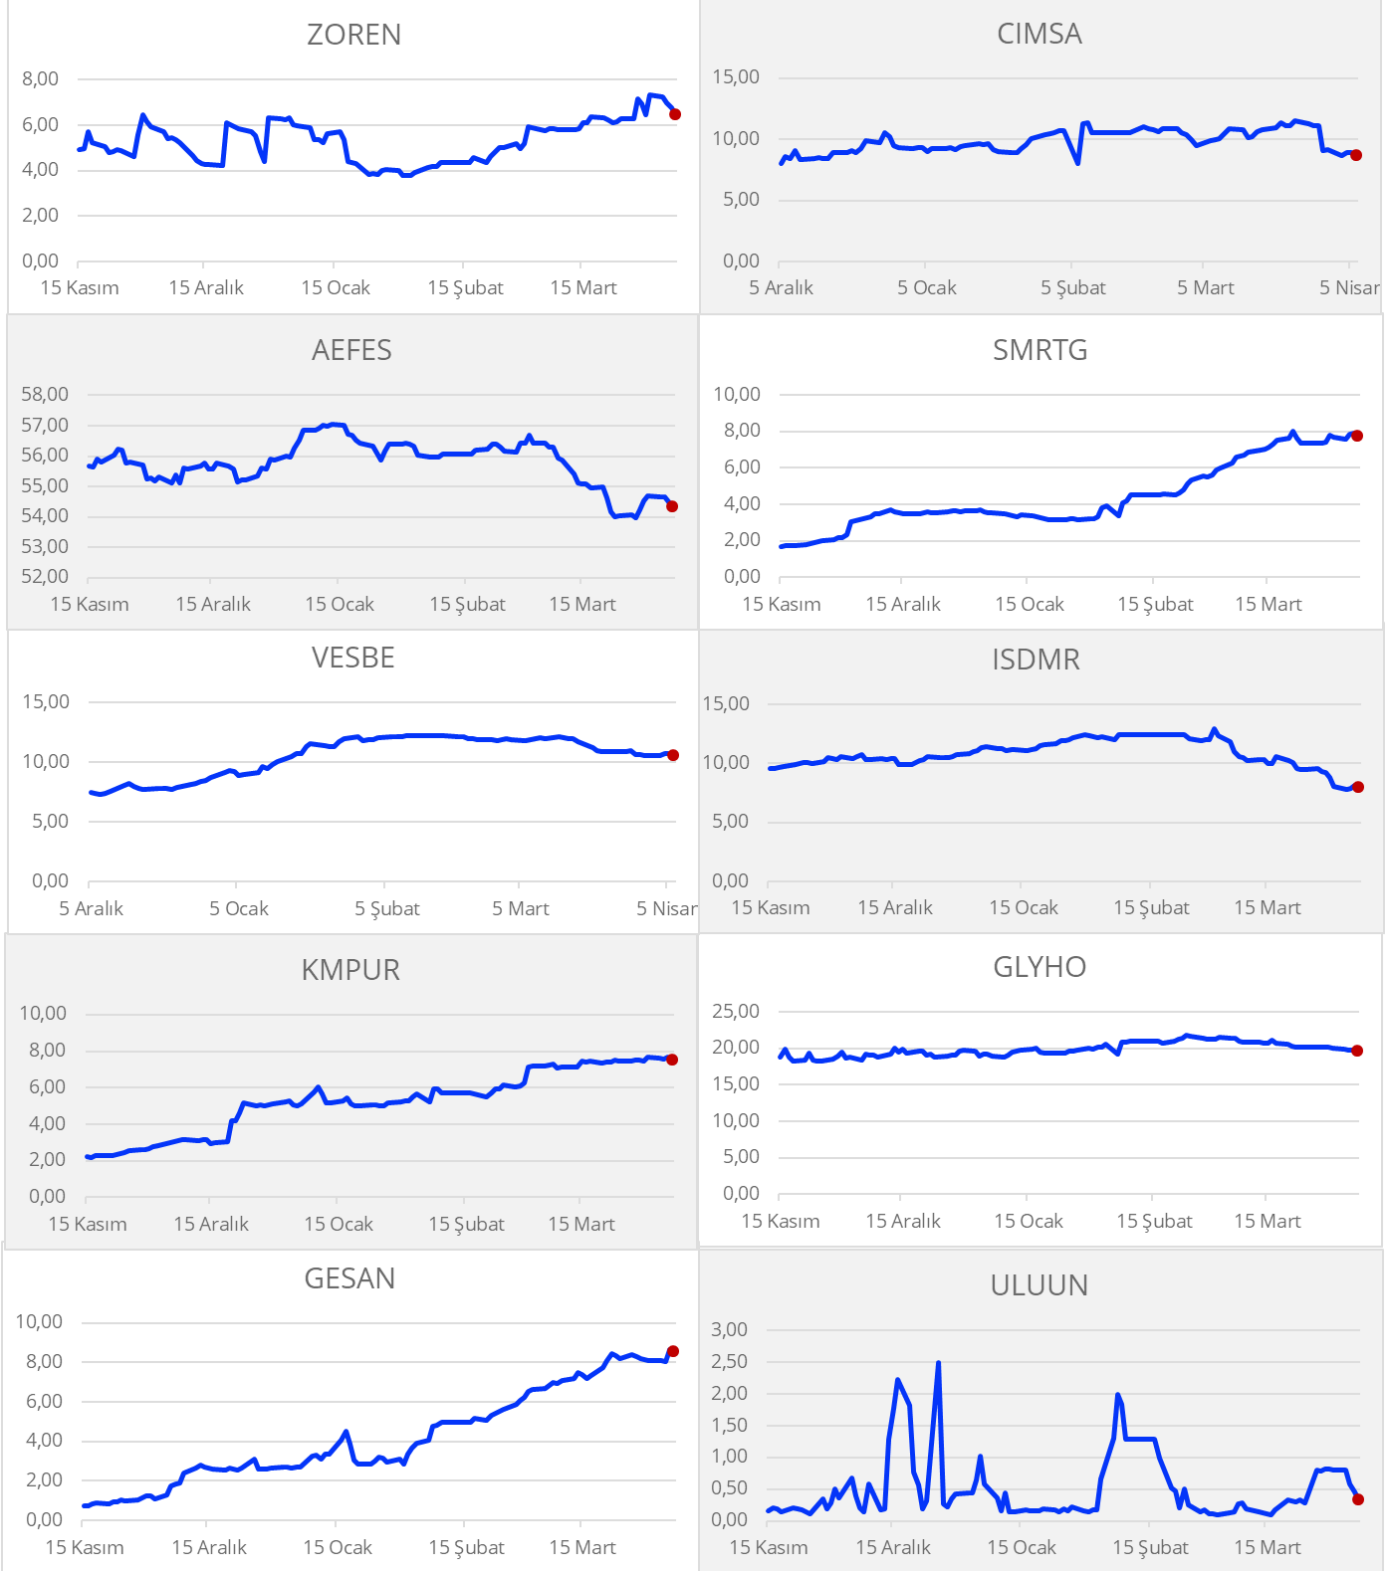 ZOREN
8,00
6,00
4,00
2,00
0,00
15 Kasım 15 Aralık 15 Ocak 15 Şubat 15 Mart
CIMSA
15,00
10,00
5,00
0,00
5 Aralık 5 Ocak 5 Şubat 5 Mart 5 Nisan
AEFES
58,00
57,00
56,00
55,00
54,00
53,00
52,00
15 Kasım 15 Aralık 15 Ocak 15 Şubat 15 Mart
SMRTG
10,00
8,00
6,00
4,00
2,00
0,00
15 Kasım 15 Aralık 15 Ocak 15 Şubat 15 Mart
VESBE
15,00
10,00
5,00
0,00
5 Aralık 5 Ocak 5 Şubat 5 Mart 5 Nisar
ISDMR
15,00
10,00
5,00
0,00
15 Kasım 15 Aralık 15 Ocak 15 Şubat 15 Mart
KMPUR
10,00
8,00
6,00
4,00
2,00
0,00
15 Kasım 15 Aralık 15 Ocak 15 Şubat 15 Mart
GLYHO
25,00
20,00
15,00
10,00
5,00
0,00
15 Kasım 15 Aralık 15 Ocak 15 Şubat 15 Mart
GESAN
10,00
8,00
6,00
4,00
2,00
0,00
15 Kasım 15 Aralık 15 Ocak 15 Şubat 15 Mart
ULUUN
3,00
2,50
2,00
1,50
1,00
0,50
0,00
15 Kasım 15 Aralık 15 Ocak 15 Şubat 15 Mart